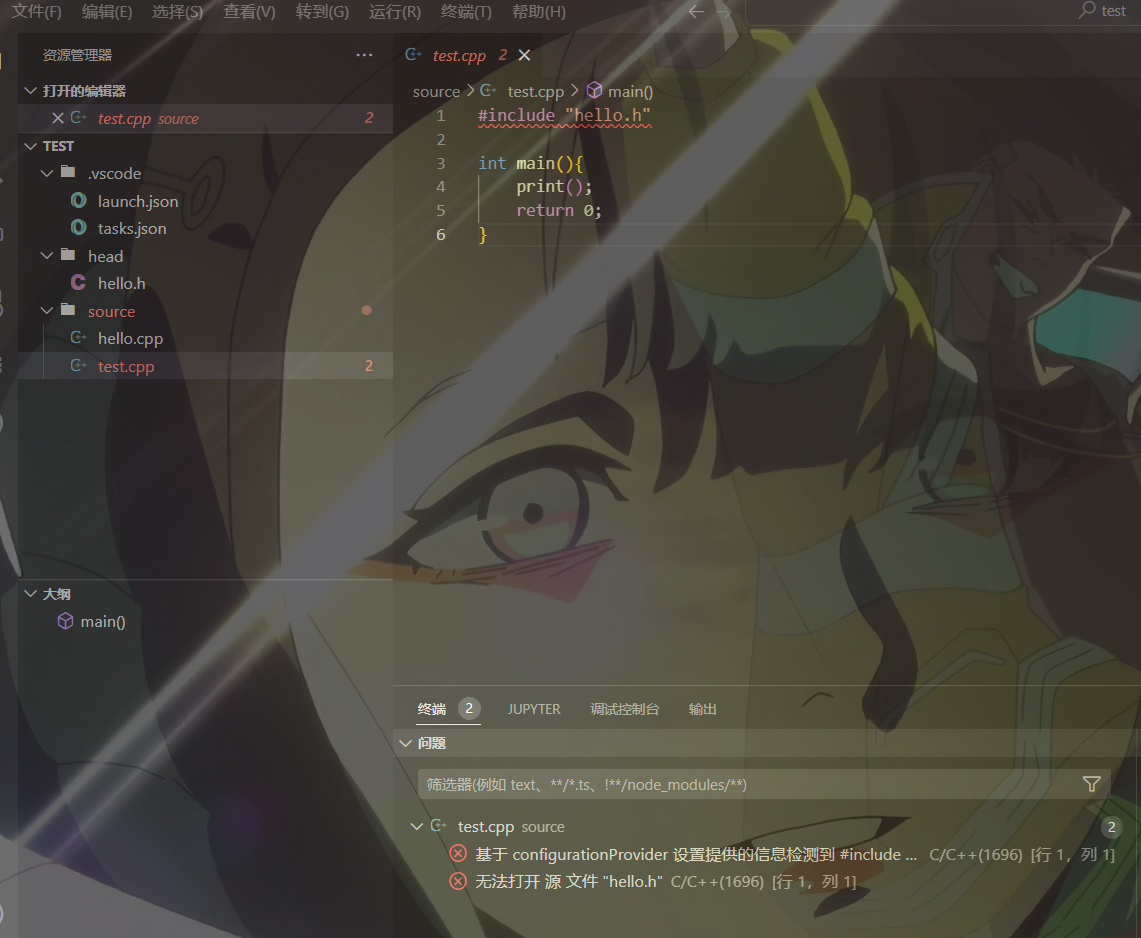 文件(F) 编辑(E) 选择(S) 查看(V) 转到(G) 运行(R) 终端(T) 帮助(H) test
资源管理器 ···
打开的编辑器
test.cpp source 2
TEST
.vscode
launch.json
tasks.json
head
hello.h
source
hello.cpp
test.cpp 2
大纲
main()
test.cpp 2
source > test.cpp > main()
1 #include "hello.h"
2
3 int main(){
4 print();
5 return 0;
6 }
终端 2 JUPYTER 调试控制台 输出
问题
筛选器(例如 text、**/*.ts、!**/node_modules/**)
test.cpp source 2
基于 configurationProvider 设置提供的信息检测到 #include ... C/C++(1696) [行 1，列 1]
无法打开 源 文件 "hello.h" C/C++(1696) [行 1，列 1]